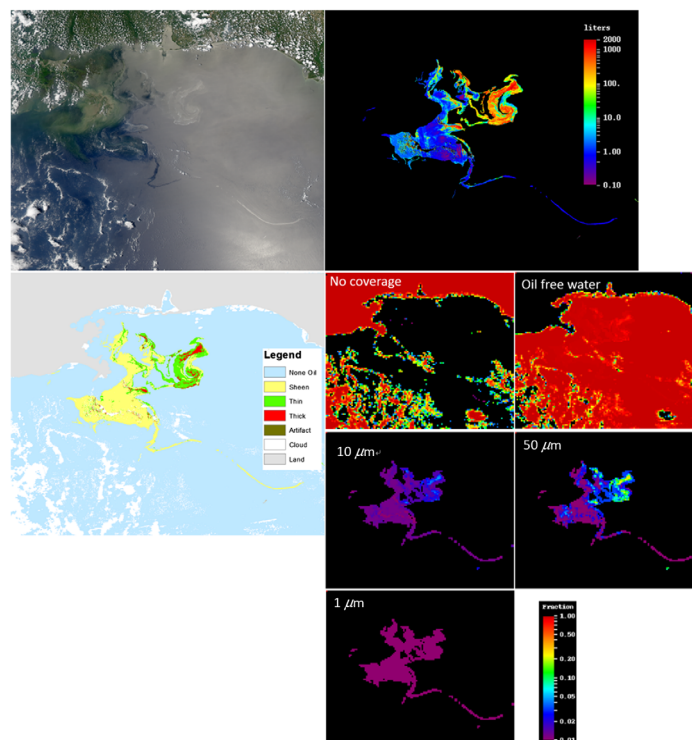 liters
2000
1000
100.
10.0
1.00
0.10
Legend
None Oil
Sheen
Thin
Thick
Artifact
Cloud
Land
No coverage
Oil free water
10 μm
50 μm
1 μm
Fraction
1.00
0.50
0.20
0.10
0.05
0.02
0.01